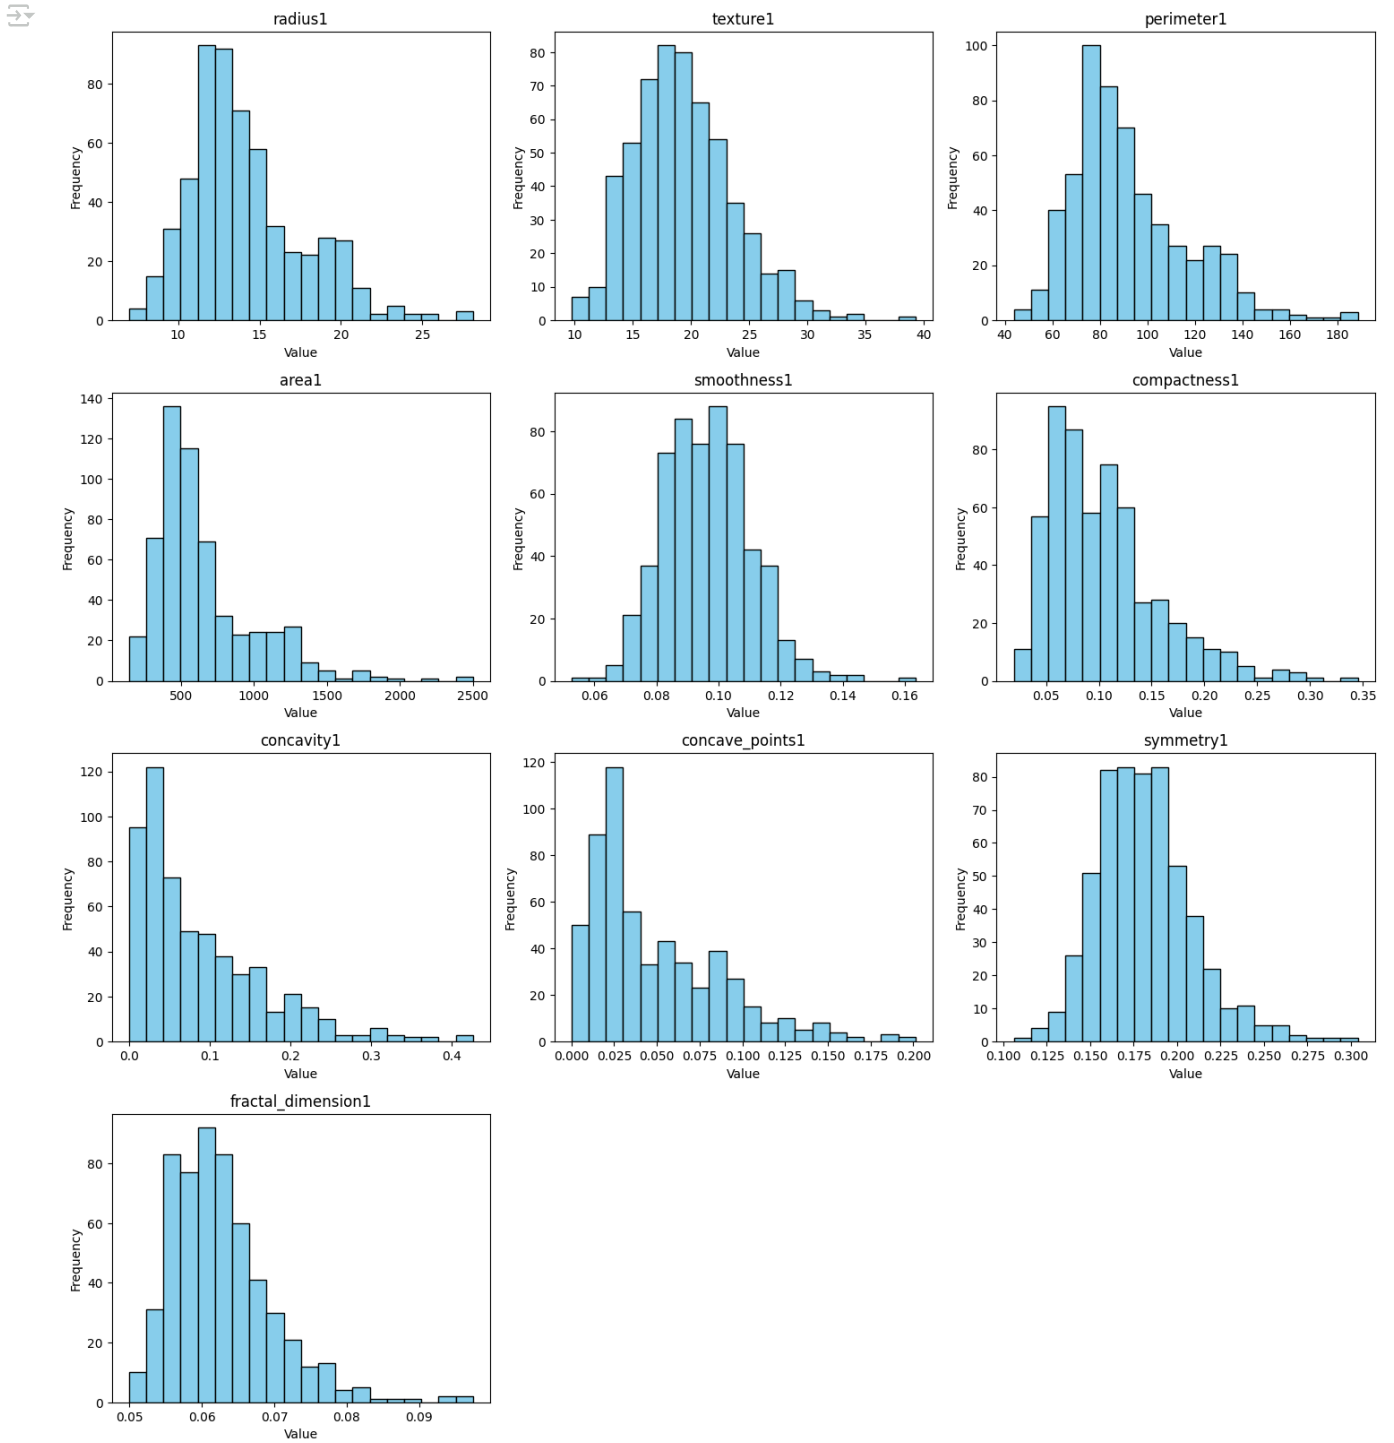 radius1
texture1
perimeter1
Frequency
80
60
40
20
0
10 15 20 25
Value
Frequency
80
70
60
50
40
30
20
10
0
10 15 20 25 30 35 40
Value
Frequency
100
80
60
40
20
0
40 60 80 100 120 140 160 180
Value
area1
smoothness1
compactness1
Frequency
140
120
100
80
60
40
20
0
500 1000 1500 2000 2500
Value
Frequency
80
60
40
20
0
0.06 0.08 0.10 0.12 0.14 0.16
Value
Frequency
80
60
40
20
0
0.05 0.10 0.15 0.20 0.25 0.30 0.35
Value
concavity1
concave_points1
symmetry1
Frequency
120
100
80
60
40
20
0
0.0 0.1 0.2 0.3 0.4
Value
Frequency
120
100
80
60
40
20
0
0.000 0.025 0.050 0.075 0.100 0.125 0.150 0.175 0.200
Value
Frequency
80
70
60
50
40
30
20
10
0
0.100 0.125 0.150 0.175 0.200 0.225 0.250 0.275 0.300
Value
fractal_dimension1
Frequency
80
60
40
20
0
0.05 0.06 0.07 0.08 0.09
Value